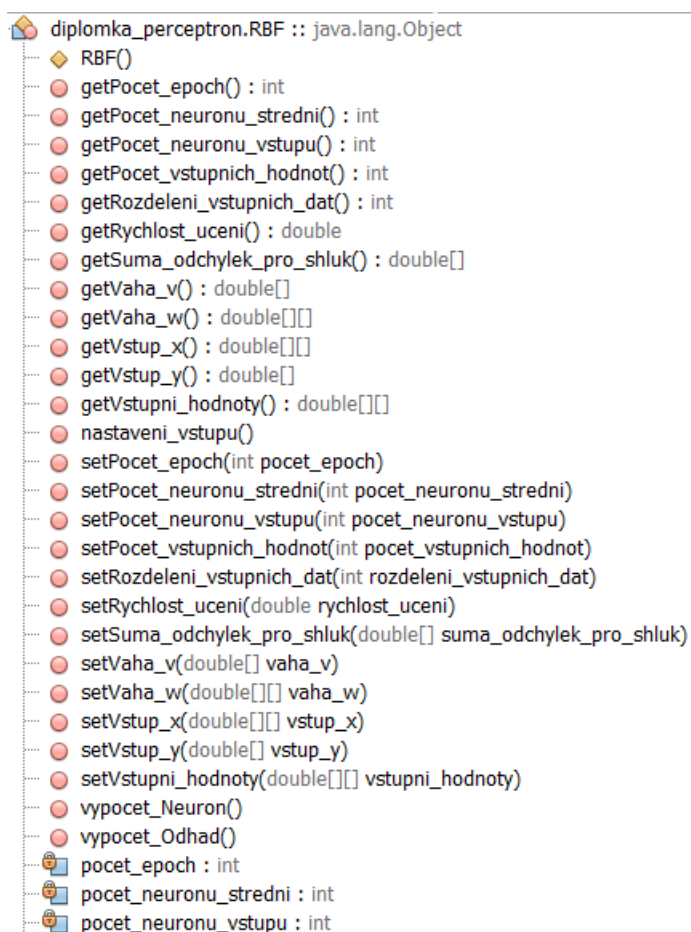 diplomka_perceptron.RBF :: java.lang.Object
RBF()
getPocet_epoch() : int
getPocet_neuronu_stredni() : int
getPocet_neuronu_vstupu() : int
getPocet_vstupnich_hodnot() : int
getRozdeleni_vstupnich_dat() : int
getRychlost_uceni() : double
getSuma_odchylek_pro_shluk() : double[]
getVaha_v() : double[]
getVaha_w() : double[][]
getVstup_x() : double[][]
getVstup_y() : double[]
getVstupni_hodnoty() : double[][]
nastaveni_vstupu()
setPocet_epoch(int pocet_epoch)
setPocet_neuronu_stredni(int pocet_neuronu_stredni)
setPocet_neuronu_vstupu(int pocet_neuronu_vstupu)
setPocet_vstupnich_hodnot(int pocet_vstupnich_hodnot)
setRozdeleni_vstupnich_dat(int rozdeleni_vstupnich_dat)
setRychlost_uceni(double rychlost_uceni)
setSuma_odchylek_pro_shluk(double[] suma_odchylek_pro_shluk)
setVaha_v(double[] vaha_v)
setVaha_w(double[][] vaha_w)
setVstup_x(double[][] vstup_x)
setVstup_y(double[] vstup_y)
setVstupni_hodnoty(double[][] vstupni_hodnoty)
vypocet_Neuron()
vypocet_Odhad()
pocet_epoch : int
pocet_neuronu_stredni : int
pocet_neuronu_vstupu : int